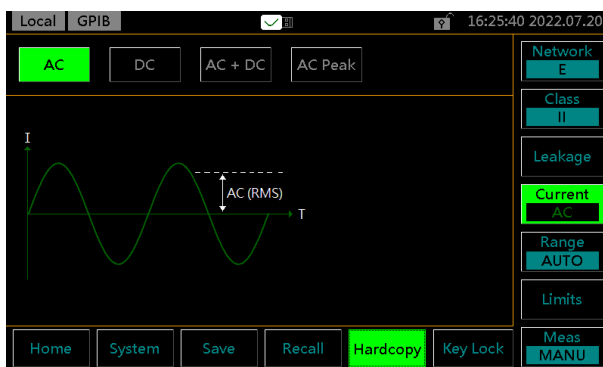 Local GPIB 16:25:40 2022.07.20
AC DC AC + DC AC Peak
Network
E
Class
II
Leakage
Current
AC
Range
AUTO
Limits
Meas
MANU
I
AC (RMS)
T
Home System Save Recall Hardcopy Key Lock